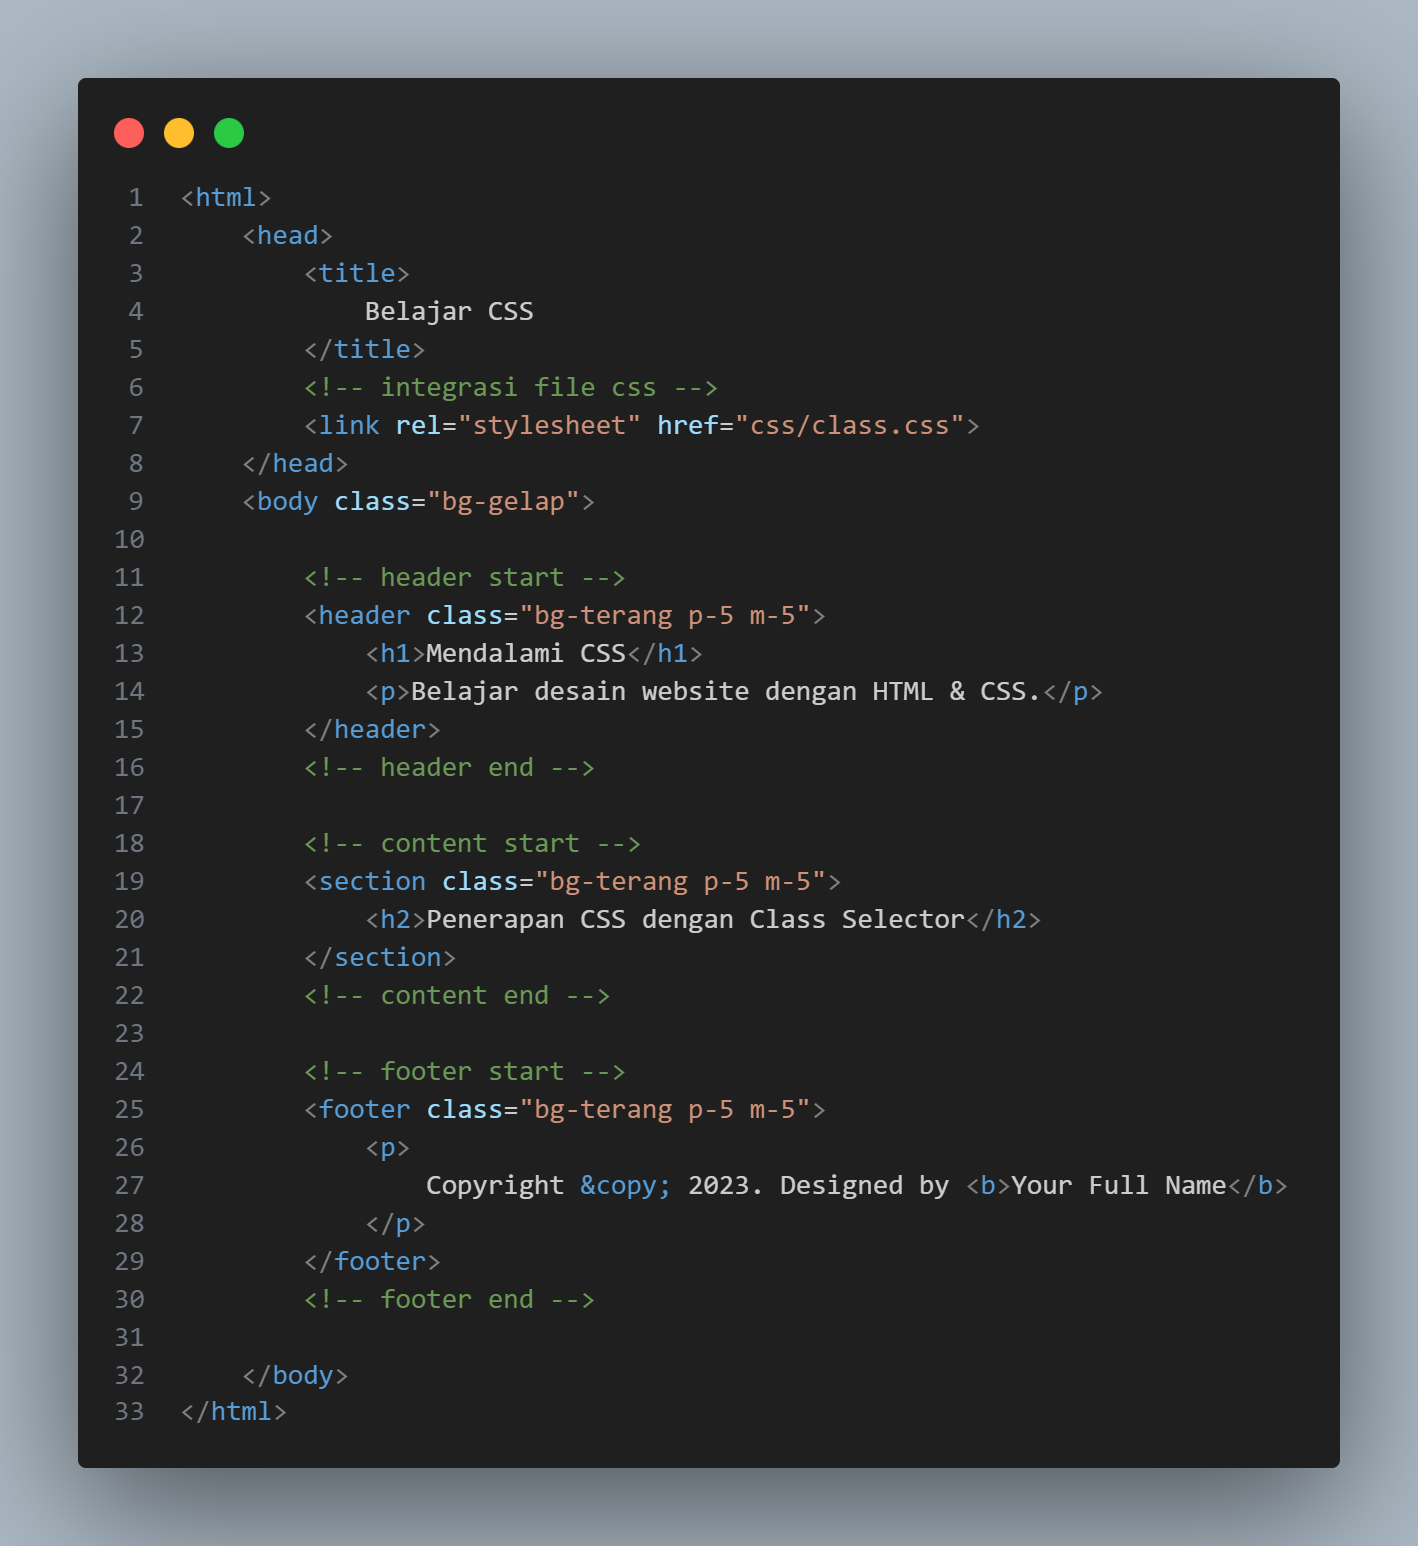 1 <html>
2     <head>
3         <title>
4             Belajar CSS
5         </title>
6         <!-- integrasi file css -->
7         <link rel="stylesheet" href="css/class.css">
8     </head>
9     <body class="bg-gelap">
10
11         <!-- header start -->
12         <header class="bg-terang p-5 m-5">
13             <h1>Mendalami CSS</h1>
14             <p>Belajar desain website dengan HTML & CSS.</p>
15         </header>
16         <!-- header end -->
17
18         <!-- content start -->
19         <section class="bg-terang p-5 m-5">
20             <h2>Penerapan CSS dengan Class Selector</h2>
21         </section>
22         <!-- content end -->
23
24         <!-- footer start -->
25         <footer class="bg-terang p-5 m-5">
26             <p>
27                 Copyright &copy; 2023. Designed by <b>Your Full Name</b>
28             </p>
29         </footer>
30         <!-- footer end -->
31
32     </body>
33 </html>